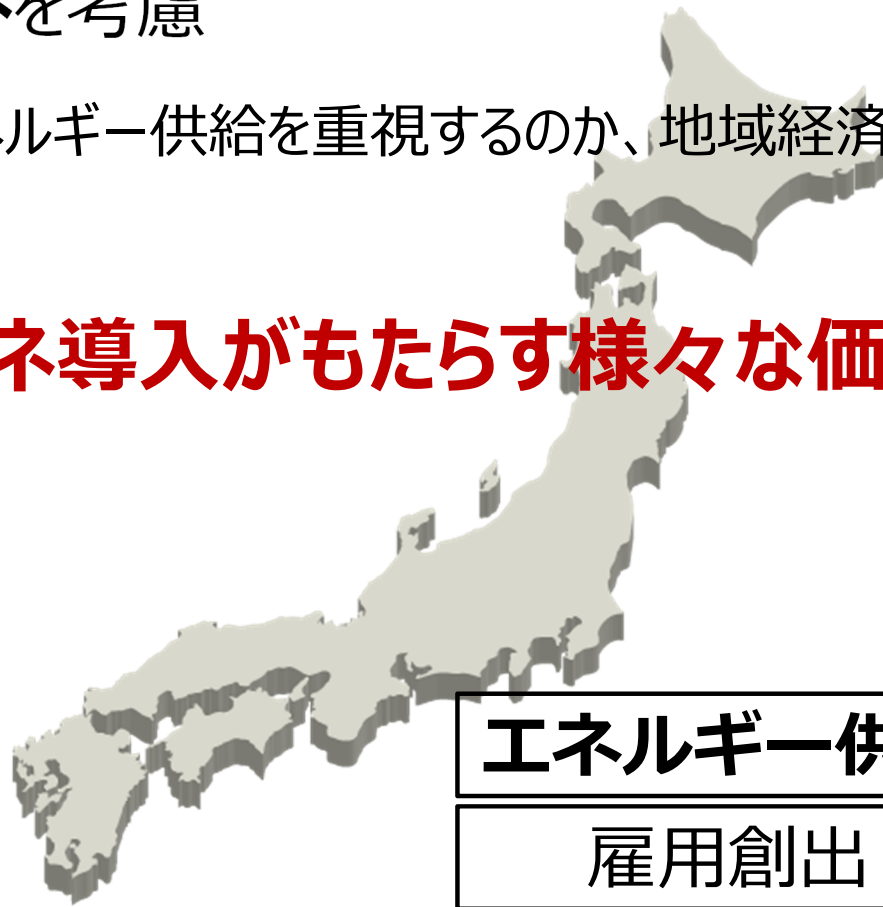 を考慮
ルギー供給を重視するのか、地域経済
ネ導入がもたらす様々な価
エネルギー供
雇用創出